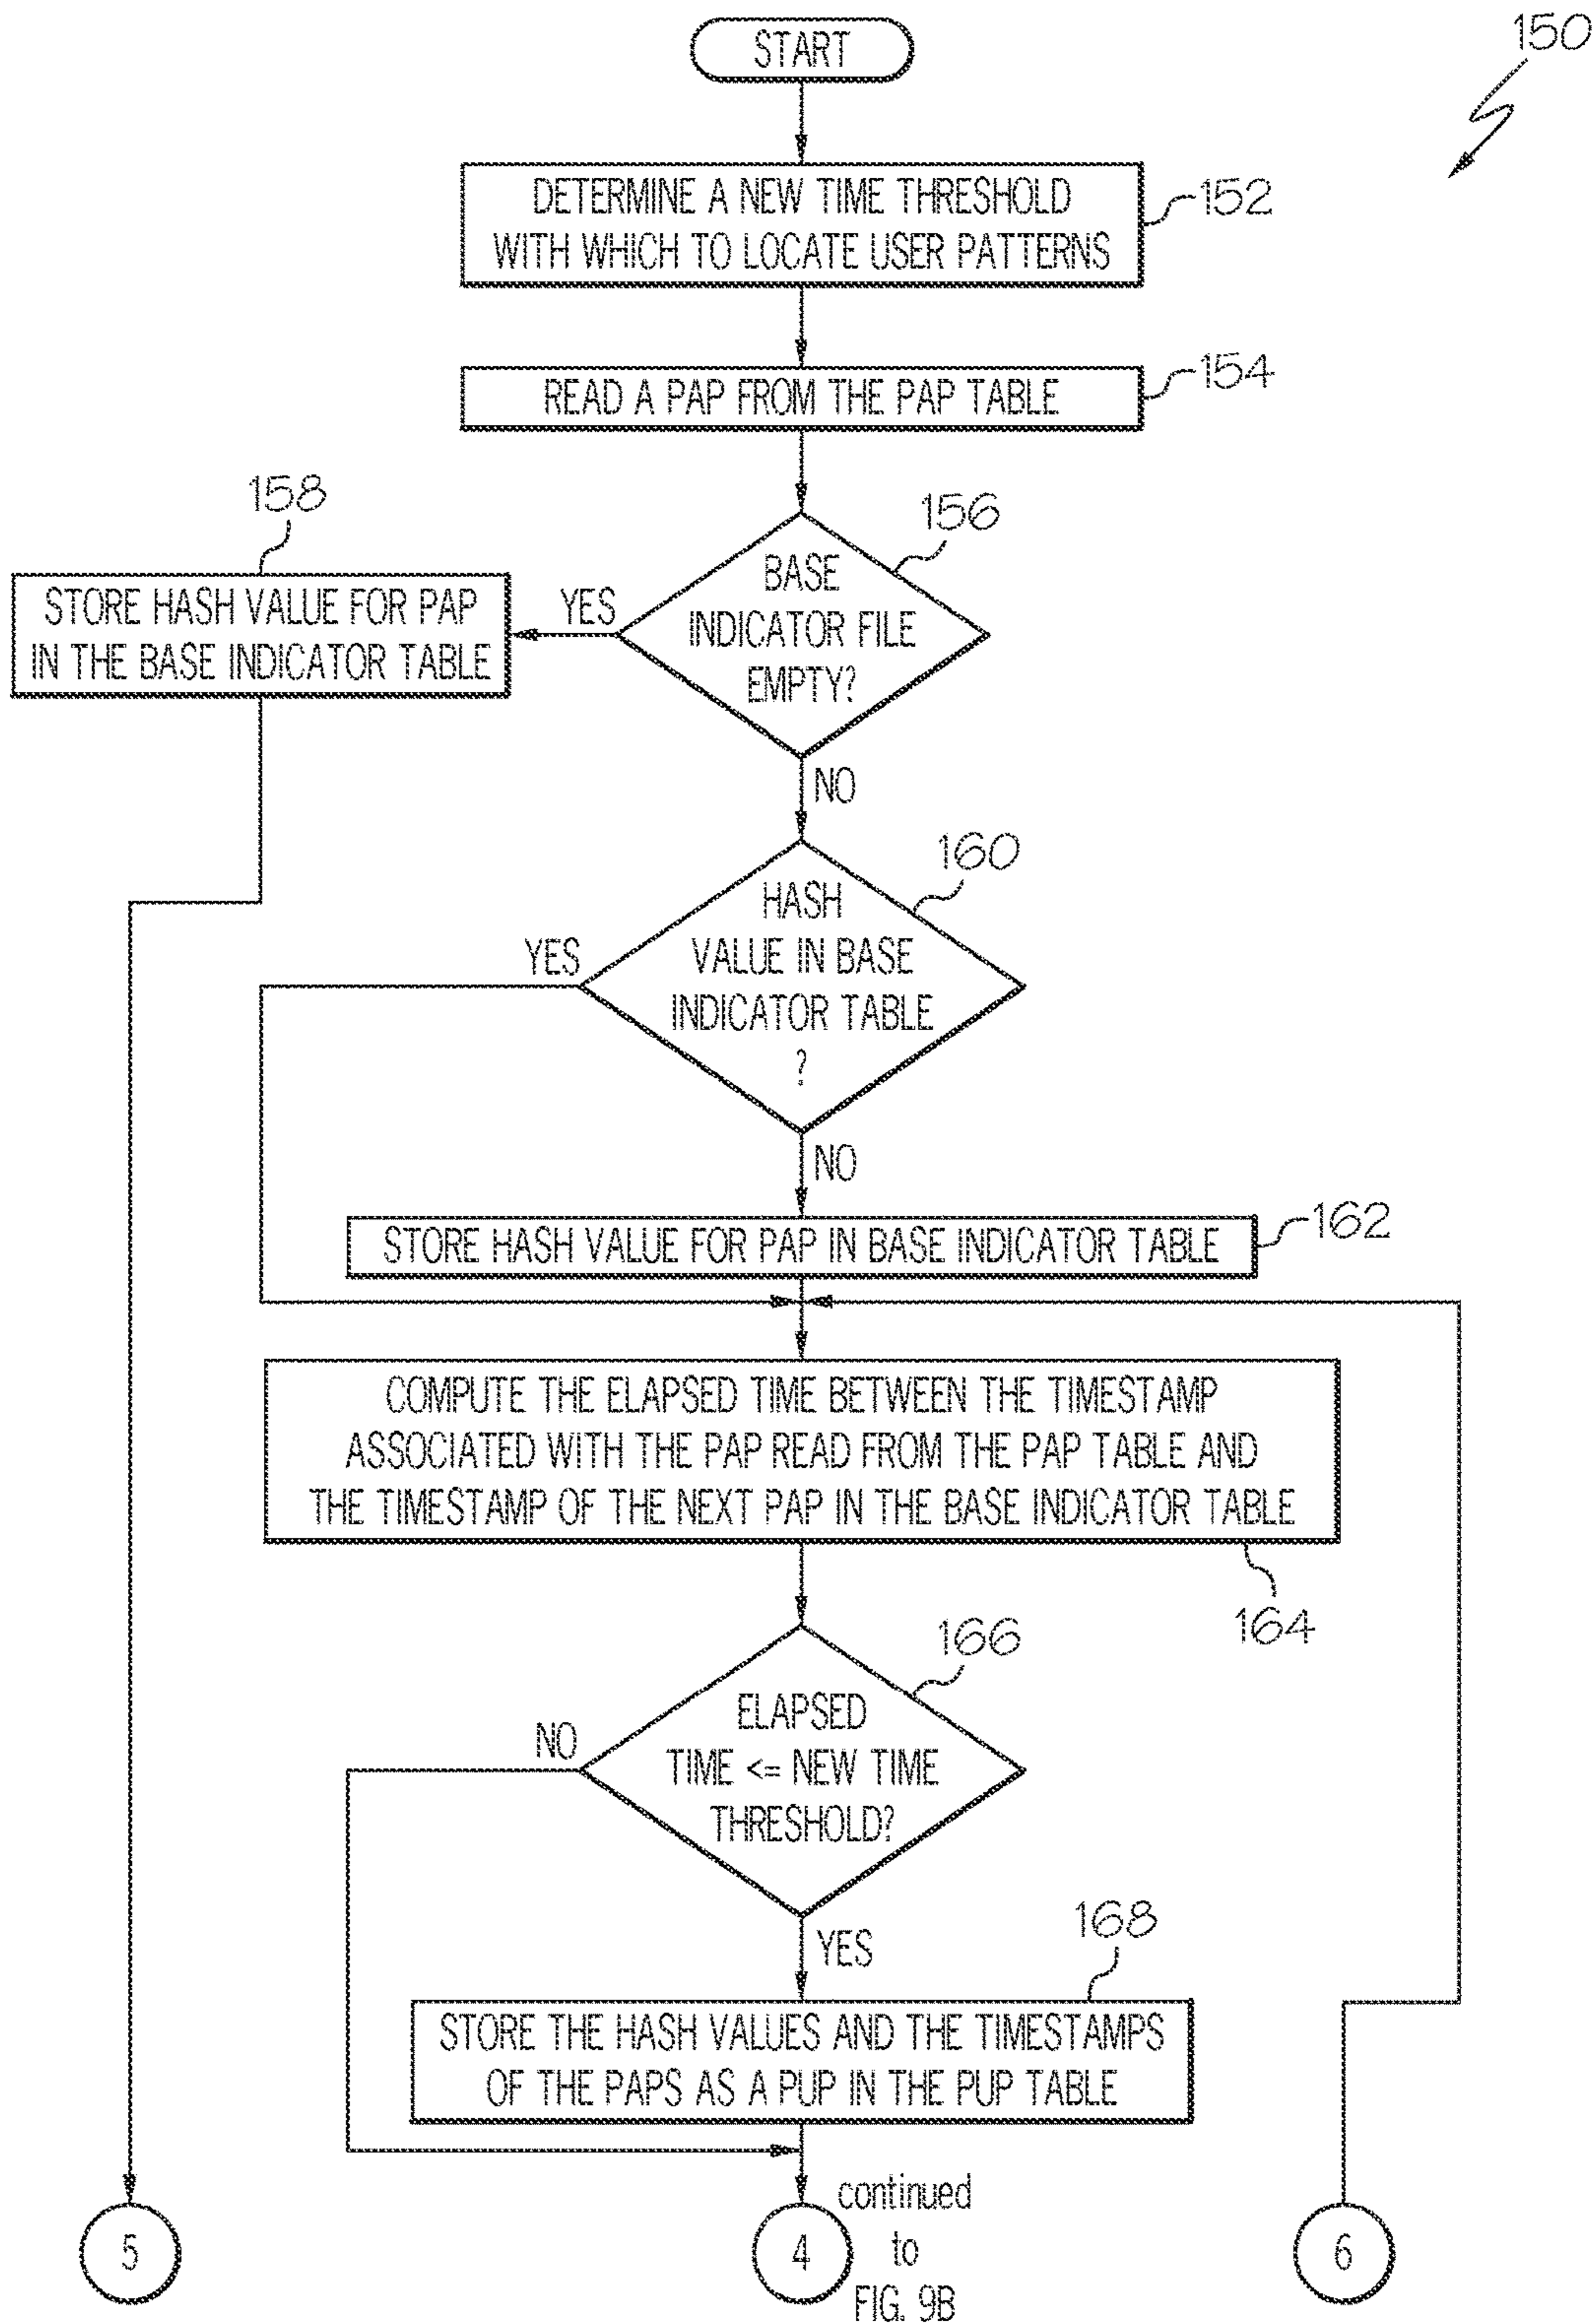 START
150
DETERMINE A NEW TIME THRESHOLD
WITH WHICH TO LOCATE USER PATTERNS
152
READ A PAP FROM THE PAP TABLE
154
158
STORE HASH VALUE FOR PAP
IN THE BASE INDICATOR TABLE
YES
BASE
INDICATOR FILE
EMPTY?
156
NO
HASH
VALUE IN BASE
INDICATOR TABLE
?
160
YES
NO
STORE HASH VALUE FOR PAP IN BASE INDICATOR TABLE
162
COMPUTE THE ELAPSED TIME BETWEEN THE TIMESTAMP
ASSOCIATED WITH THE PAP READ FROM THE PAP TABLE AND
THE TIMESTAMP OF THE NEXT PAP IN THE BASE INDICATOR TABLE
164
166
ELAPSED
TIME <= NEW TIME
THRESHOLD?
NO
YES
168
STORE THE HASH VALUES AND THE TIMESTAMPS
OF THE PAPS AS A PUP IN THE PUP TABLE
5
4
continued
to
FIG. 9B
6